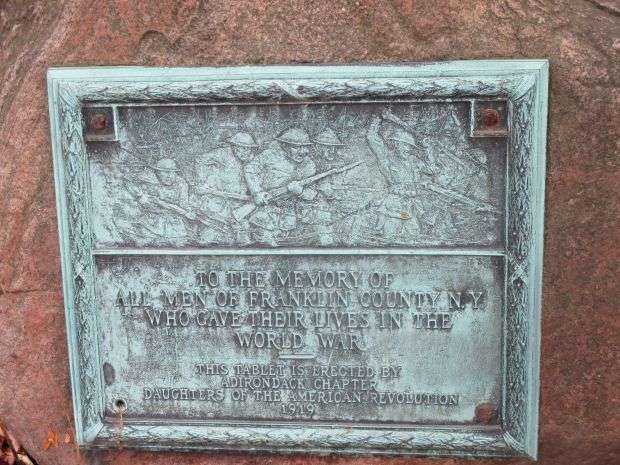 TO THE MEMORY OF
ALL MEN OF FRANKLIN COUNTY N.Y.
WHO GAVE THEIR LIVES IN THE
WORLD WAR
THIS TABLET IS ERECTED BY
ADIRONDACK CHAPTER
DAUGHTERS OF THE AMERICAN REVOLUTION
1919